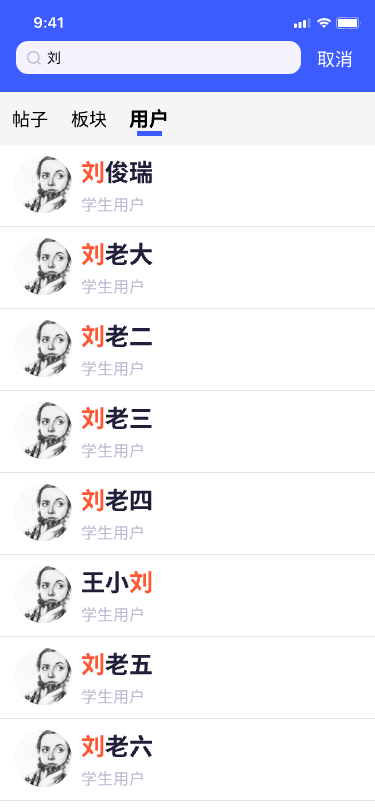 9:41
刘 取消
帖子 板块 用户
刘俊瑞
学生用户
刘老大
学生用户
刘老二
学生用户
刘老三
学生用户
刘老四
学生用户
王小刘
学生用户
刘老五
学生用户
刘老六
学生用户